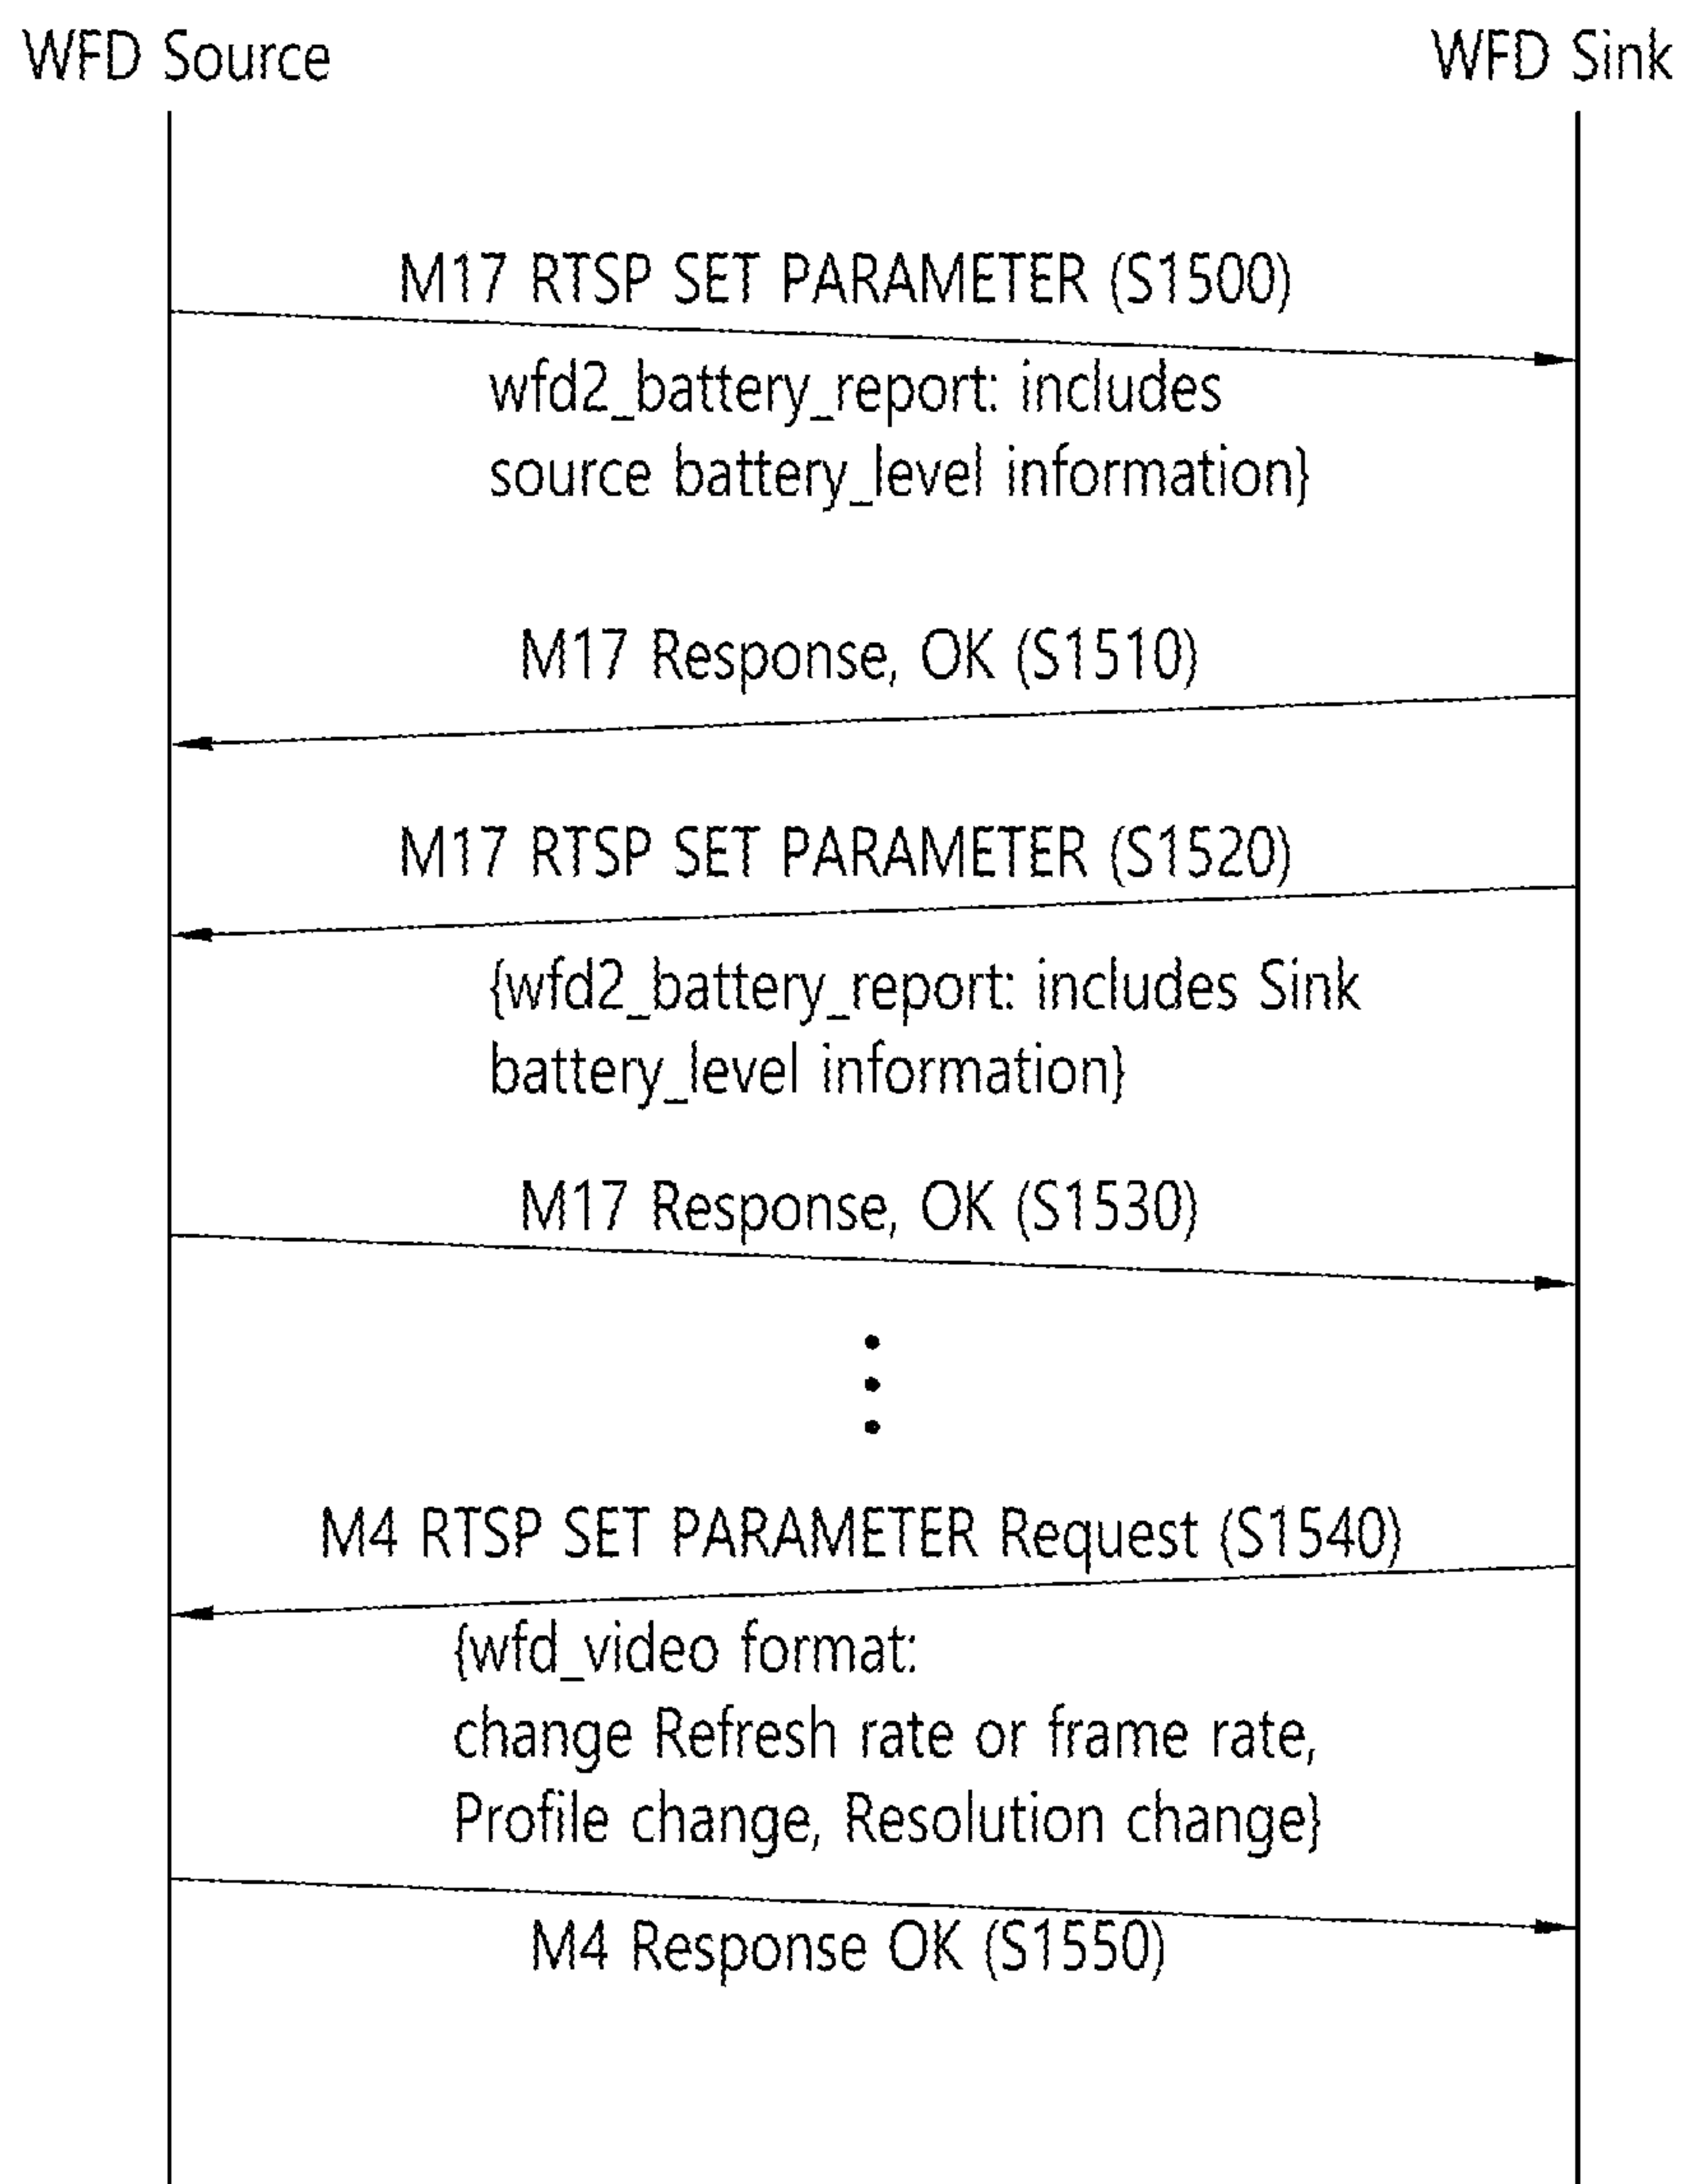 WFD Source
WFD Sink
M17 RTSP SET PARAMETER (S1500)
wfd2_battery_report: includes
source battery_level information}
M17 Response, OK (S1510)
M17 RTSP SET PARAMETER (S1520)
{wfd2_battery_report: includes Sink
battery_level information}
M17 Response, OK (S1530)
M4 RTSP SET PARAMETER Request (S1540)
{wfd_video format:
change Refresh rate or frame rate,
Profile change, Resolution change}
M4 Response OK (S1550)